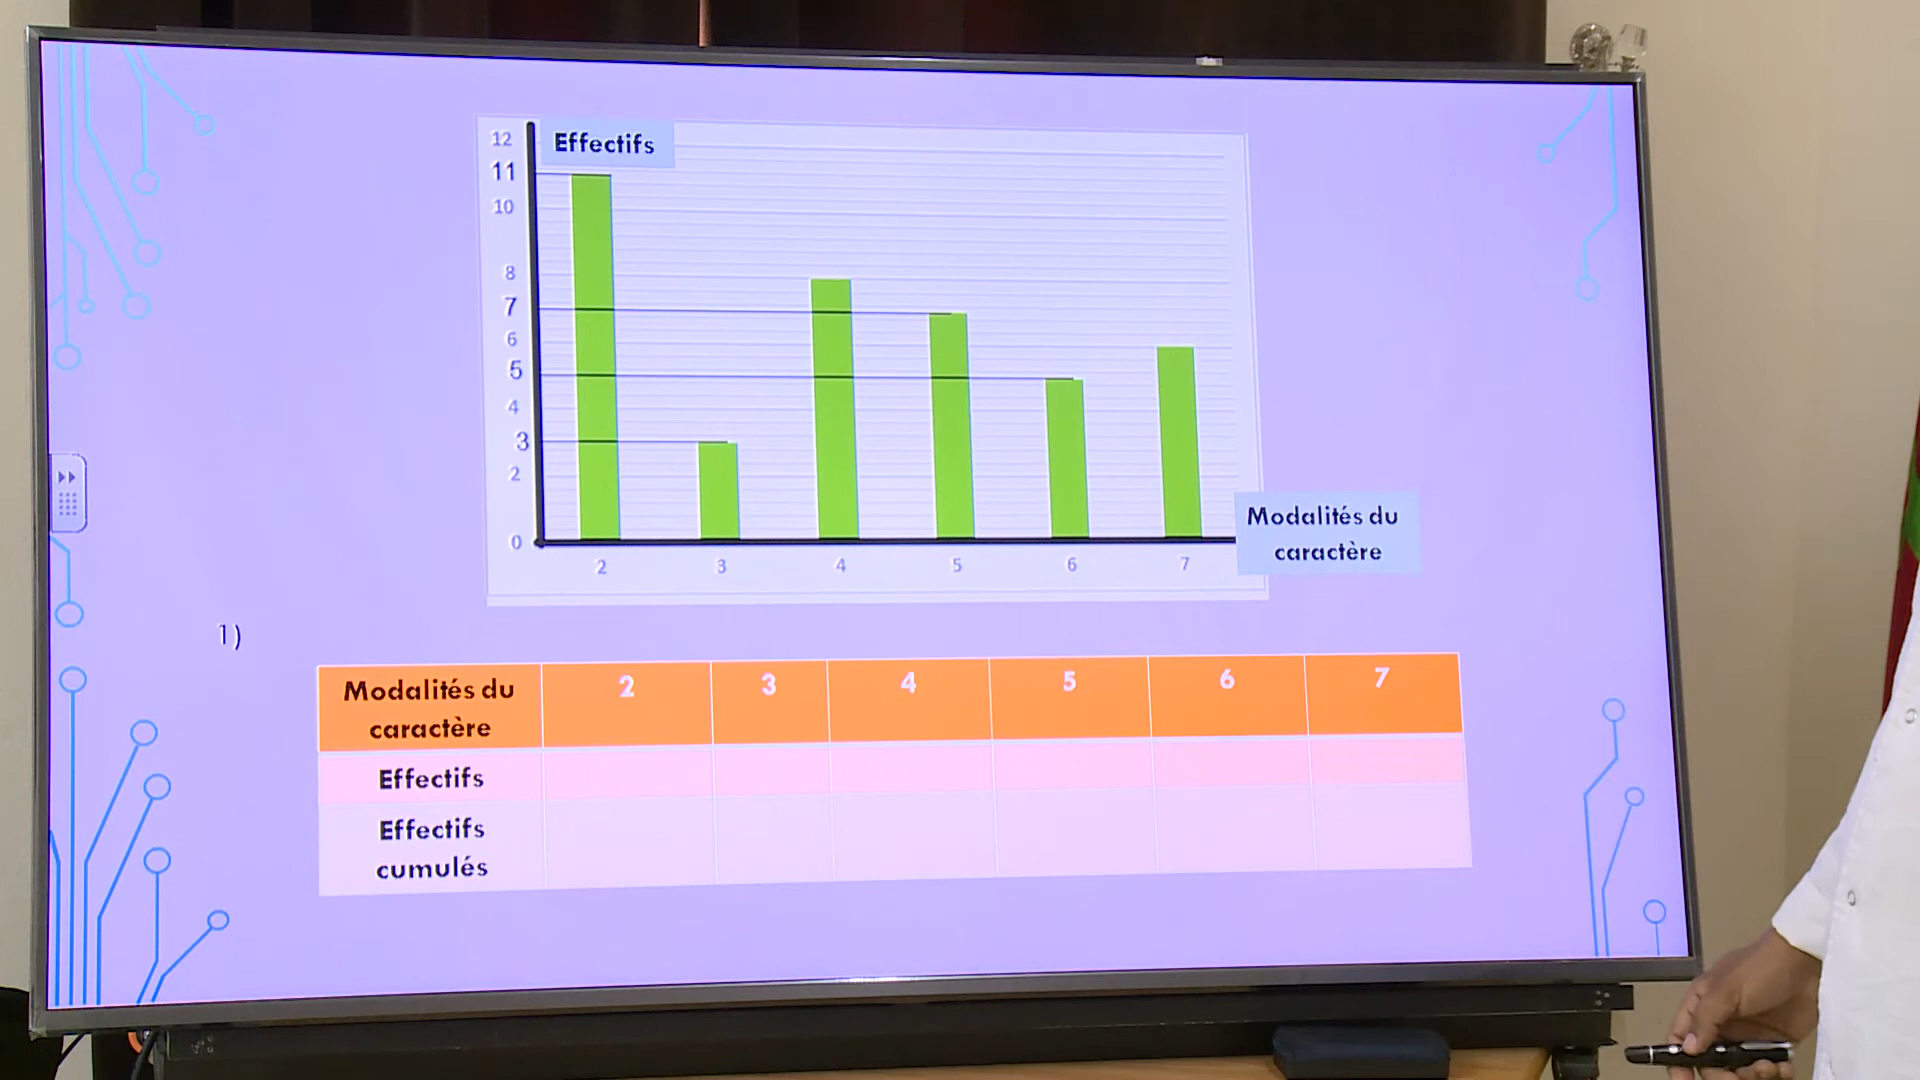 Effectifs
12
11
10
8
7
6
5
4
3
2
0
2 3 4 5 6 7
Modalités du
caractère
1)
Modalités du
caractère
2 3 4 5 6 7
Effectifs
Effectifs
cumulés